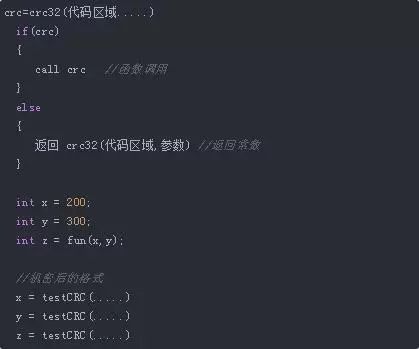 crc=crc32(代码区域.....)
if(crc)
{
call crc //函数调用
}
else
{
返回 crc32(代码区域,参数) //返回常数
}
int x = 200;
int y = 300;
int z = fun(x,y);
//机密后的格式
x = testCRC(.....)
y = testCRC(.....)
z = testCRC(.....)